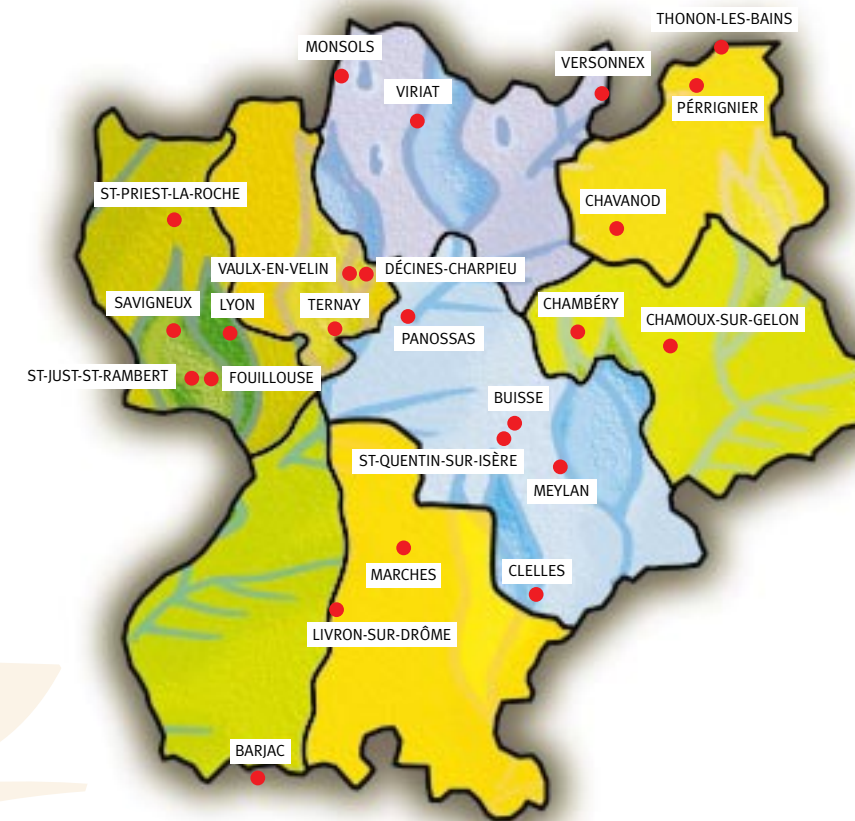 THONON-LES-BAINS
MONSOLS
VERSONNEX
VIRIAT
PÉRRIGNIER
ST-PRIEST-LA-ROCHE
CHAVANOD
VAULX-EN-VELIN
DÉCINES-CHARPIEU
SAVIGNEUX
LYON
TERNAY
CHAMBÉRY
CHAMOUX-SUR-GELON
PANOSSAS
ST-JUST-ST-RAMBERT
FOUILLOUSE
BUISSE
ST-QUENTIN-SUR-ISÈRE
MEYLAN
CLELLES
MARCHES
LIVRON-SUR-DRÔME
BARJAC